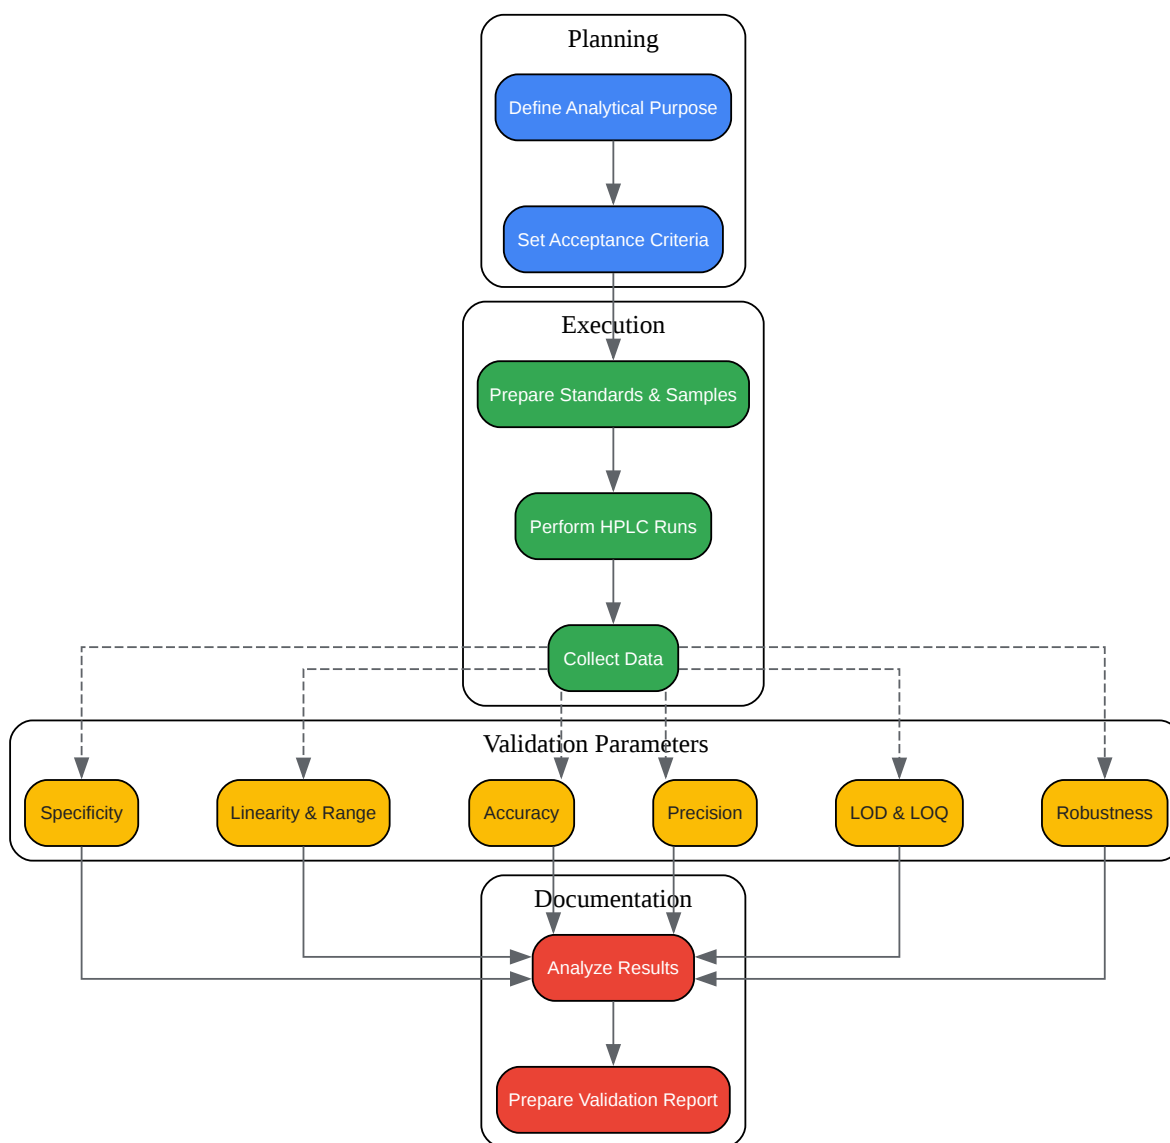 Planning
Define Analytical Purpose
Set Acceptance Criteria
Execution
Prepare Standards & Samples
Perform HPLC Runs
Collect Data
Validation Parameters
Specificity
Linearity & Range
Accuracy
Precision
LOD & LOQ
Robustness
Documentation
Analyze Results
Prepare Validation Report